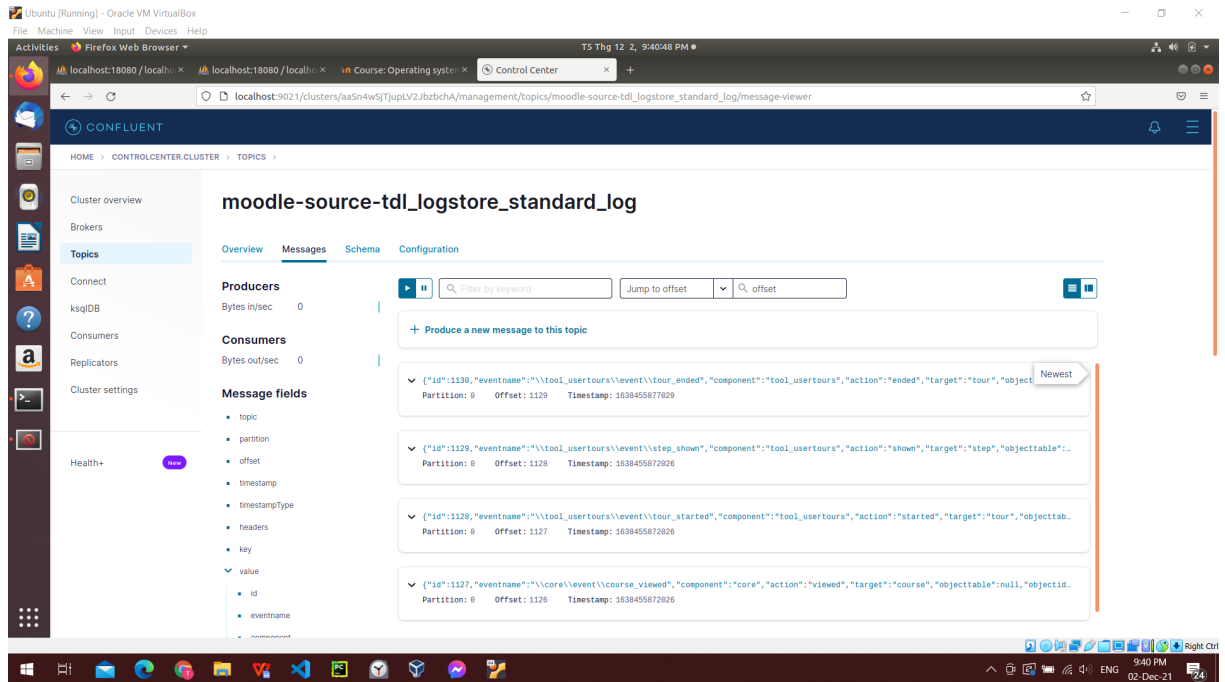 Ubuntu [Running] - Oracle VM VirtualBox
File Machine View Input Devices Help
Activities Firefox Web Browser T5 Thg 12 2, 9:40:48 PM
localhost:18080 / localho × localhost:18080 / localho × Course: Operating system × Control Center × +
localhost:9021/clusters/aaSn4wSjTjupLV2JbzbchA/management/topics/moodle-source-tdl_logstore_standard_log/message-viewer
CONFLUENT
HOME > CONTROLCENTER.CLUSTER > TOPICS >
Cluster overview
Brokers
Topics
Connect
ksqlDB
Consumers
Replicators
Cluster settings
Health+ New
moodle-source-tdl_logstore_standard_log
Overview Messages Schema Configuration
Producers
Bytes in/sec 0
Consumers
Bytes out/sec 0
Message fields
topic
partition
offset
timestamp
timestampType
headers
key
value
id
eventname
component
Filter by keyword Jump to offset offset
+ Produce a new message to this topic
Newest
{"id":1130,"eventname":"\\tool_usertours\\event\\tour_ended","component":"tool_usertours","action":"ended","target":"tour","object
Partition: 0 Offset: 1129 Timestamp: 1638455877029
{"id":1129,"eventname":"\\tool_usertours\\event\\step_shown","component":"tool_usertours","action":"shown","target":"step","objecttable":…
Partition: 0 Offset: 1128 Timestamp: 1638455872026
{"id":1128,"eventname":"\\tool_usertours\\event\\tour_started","component":"tool_usertours","action":"started","target":"tour","objecttab…
Partition: 0 Offset: 1127 Timestamp: 1638455872026
{"id":1127,"eventname":"\\core\\event\\course_viewed","component":"core","action":"viewed","target":"course","objecttable":null,"objectid…
Partition: 0 Offset: 1126 Timestamp: 1638455872026
Right Ctrl
ENG 9:40 PM
02-Dec-21
24